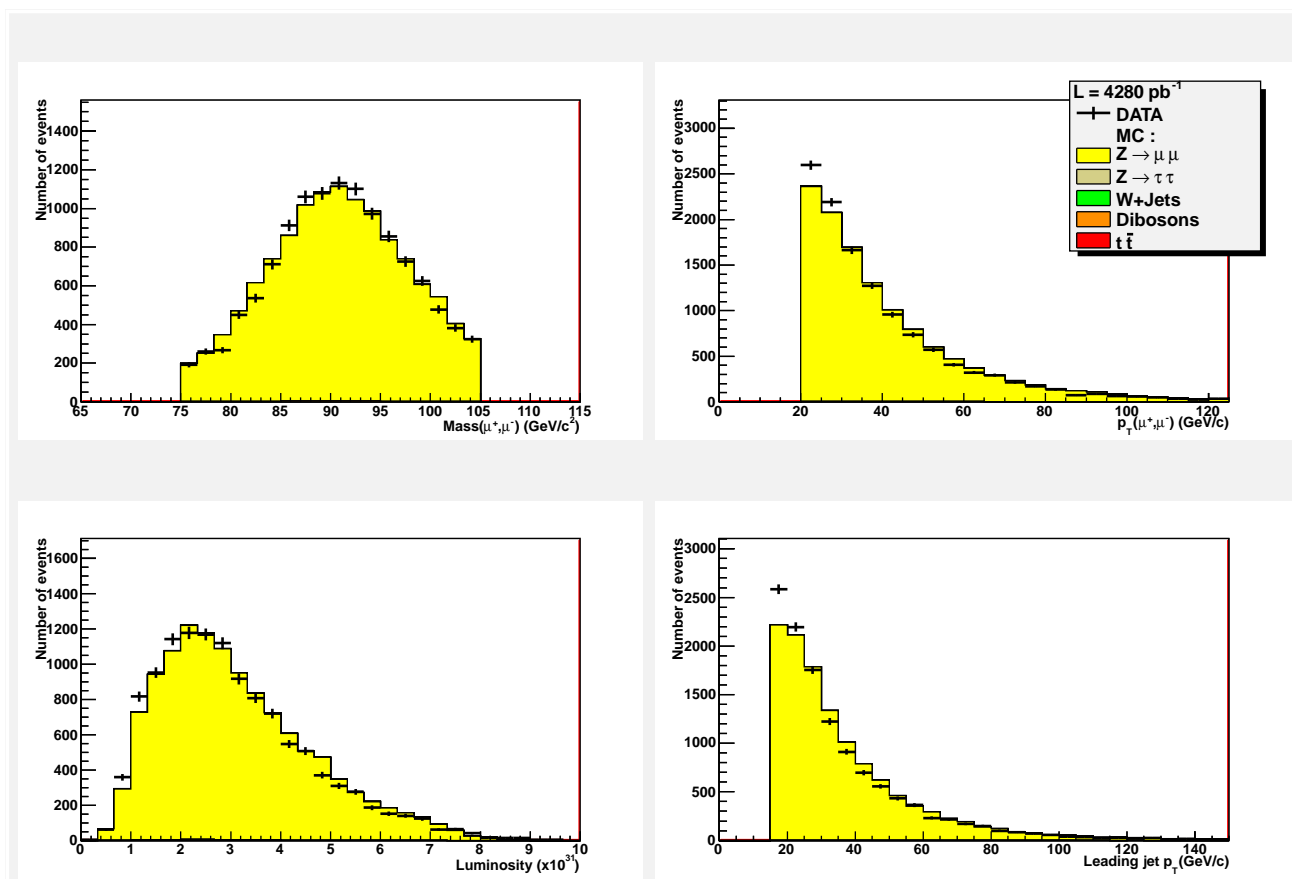 Number of events
1400
1200
1000
800
600
400
200
0
65 70 75 80 85 90 95 100 105 110 115
Mass(μ⁺,μ⁻) (GeV/c²)
Number of events
3000
2500
2000
1500
1000
500
0
0 20 40 60 80 100 120
p_T(μ⁺,μ⁻) (GeV/c)
L = 4280 pb⁻¹
DATA
MC :
Z → μ μ
Z → τ τ
W+Jets
Dibosons
t t̄
Number of events
1600
1400
1200
1000
800
600
400
200
0
0 1 2 3 4 5 6 7 8 9 10
Luminosity (x10³¹)
Number of events
3000
2500
2000
1500
1000
500
0
0 20 40 60 80 100 120 140
Leading jet p_T(GeV/c)